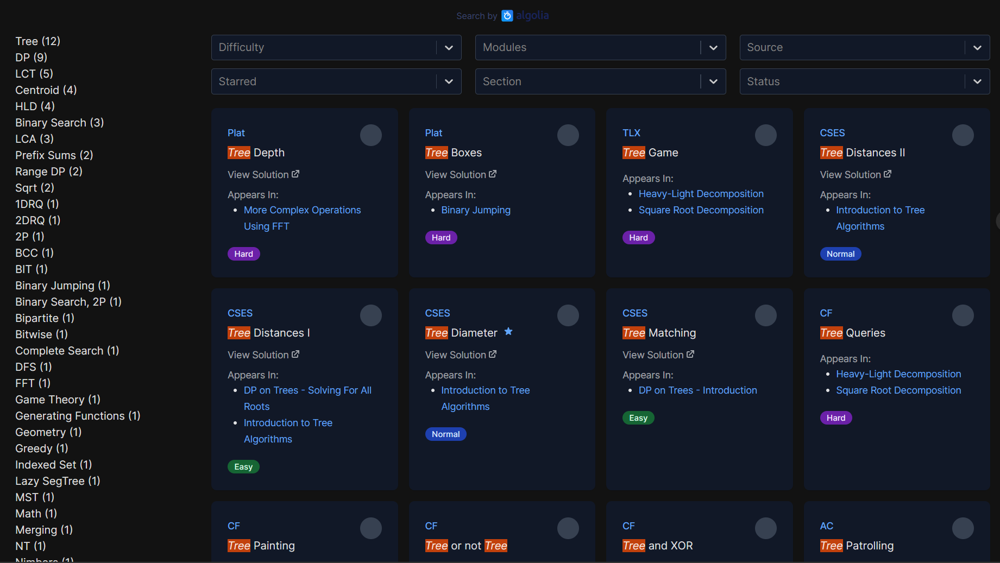 Search by algolia
Tree (12)
DP (9)
LCT (5)
Centroid (4)
HLD (4)
Binary Search (3)
LCA (3)
Prefix Sums (2)
Range DP (2)
Sqrt (2)
1DRQ (1)
2DRQ (1)
2P (1)
BCC (1)
BIT (1)
Binary Jumping (1)
Binary Search, 2P (1)
Bipartite (1)
Bitwise (1)
Complete Search (1)
DFS (1)
FFT (1)
Game Theory (1)
Generating Functions (1)
Geometry (1)
Greedy (1)
Indexed Set (1)
Lazy SegTree (1)
MST (1)
Math (1)
Merging (1)
NT (1)
Nimbers (1)
Difficulty
Modules
Source
Starred
Section
Status
Plat
Tree Depth
View Solution
Appears In:
More Complex Operations
Using FFT
Hard
Plat
Tree Boxes
View Solution
Appears In:
Binary Jumping
Hard
TLX
Tree Game
Appears In:
Heavy-Light Decomposition
Square Root Decomposition
Hard
CSES
Tree Distances II
View Solution
Appears In:
Introduction to Tree
Algorithms
Normal
CSES
Tree Distances I
View Solution
Appears In:
DP on Trees - Solving For All
Roots
Introduction to Tree
Algorithms
Easy
CSES
Tree Diameter
View Solution
Appears In:
Introduction to Tree
Algorithms
Normal
CSES
Tree Matching
View Solution
Appears In:
DP on Trees - Introduction
Easy
CF
Tree Queries
Appears In:
Heavy-Light Decomposition
Square Root Decomposition
Hard
CF
Tree Painting
CF
Tree or not Tree
CF
Tree and XOR
AC
Tree Patrolling